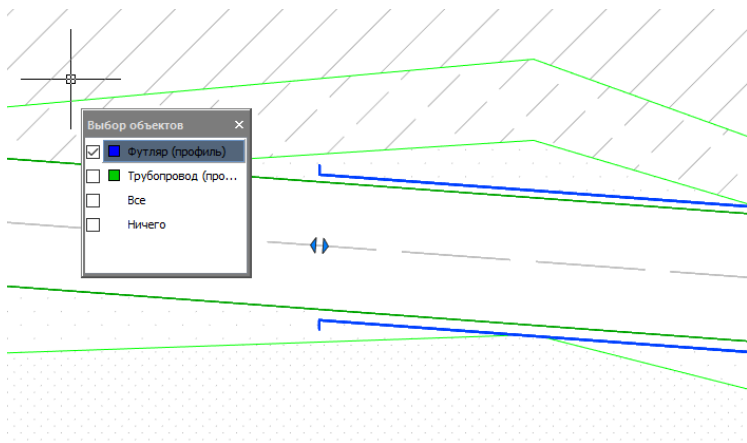 Выбор объектов
Футляр (профиль)
Трубопровод (про...
Все
Ничего